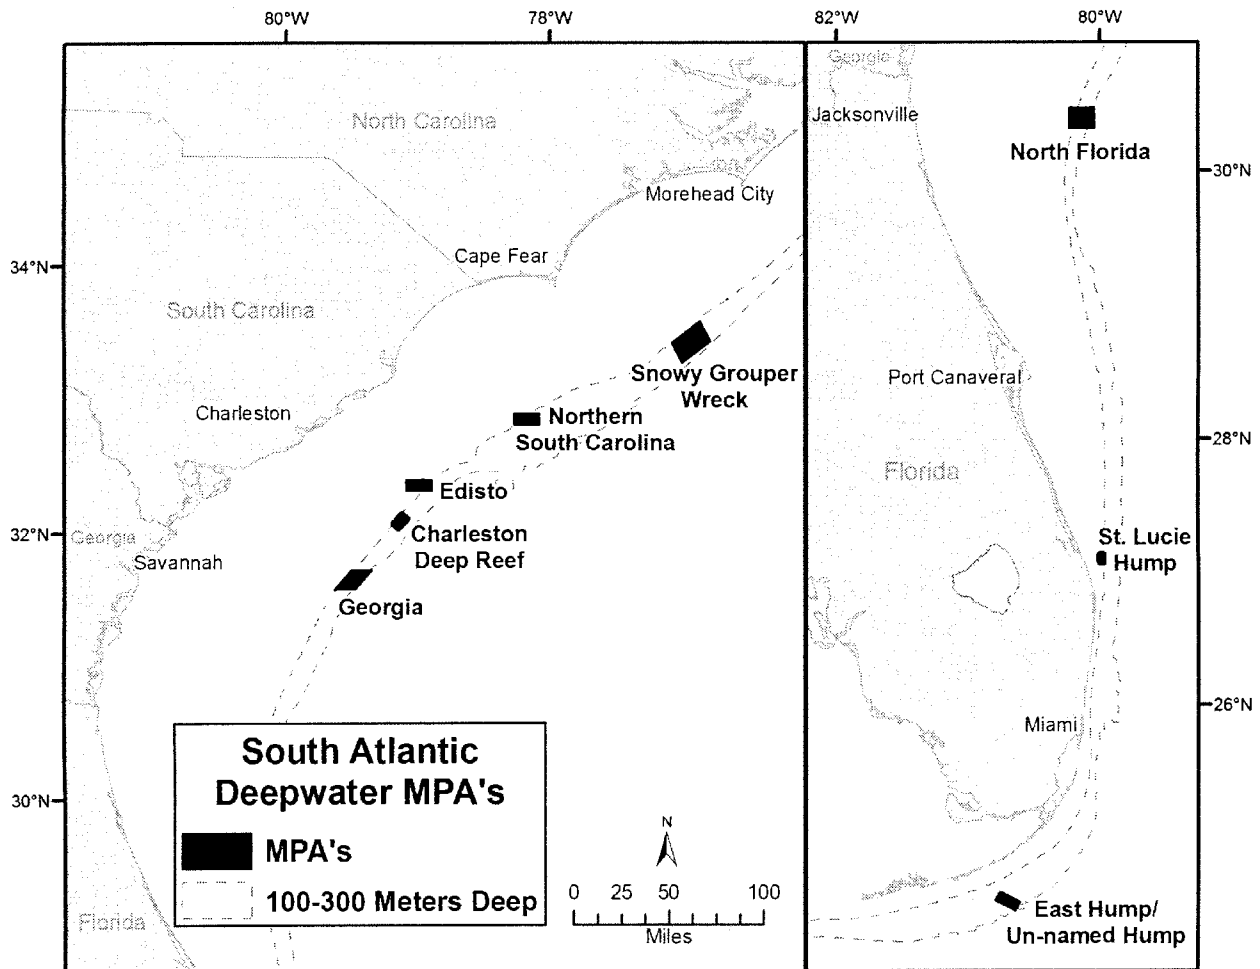 80°W
78°W
82°W
80°W
Georgia
North Carolina
Jacksonville
North Florida
30°N
Morehead City
Cape Fear
34°N
South Carolina
Snowy Grouper
Wreck
Port Canaveral
Charleston
Northern
South Carolina
28°N
Florida
Edisto
Charleston
Deep Reef
32°N
Georgia
Savannah
St. Lucie
Hump
Georgia
26°N
Miami
South Atlantic
Deepwater MPA's
MPA's
100-300 Meters Deep
30°N
N
0 25 50 100
Miles
Florida
East Hump/
Un-named Hump